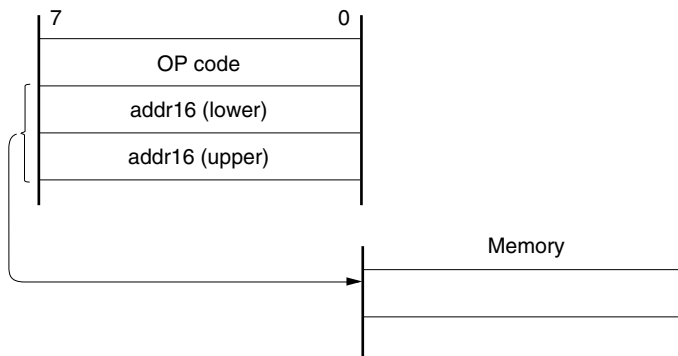 7 0
OP code
addr16 (lower)
addr16 (upper)
Memory